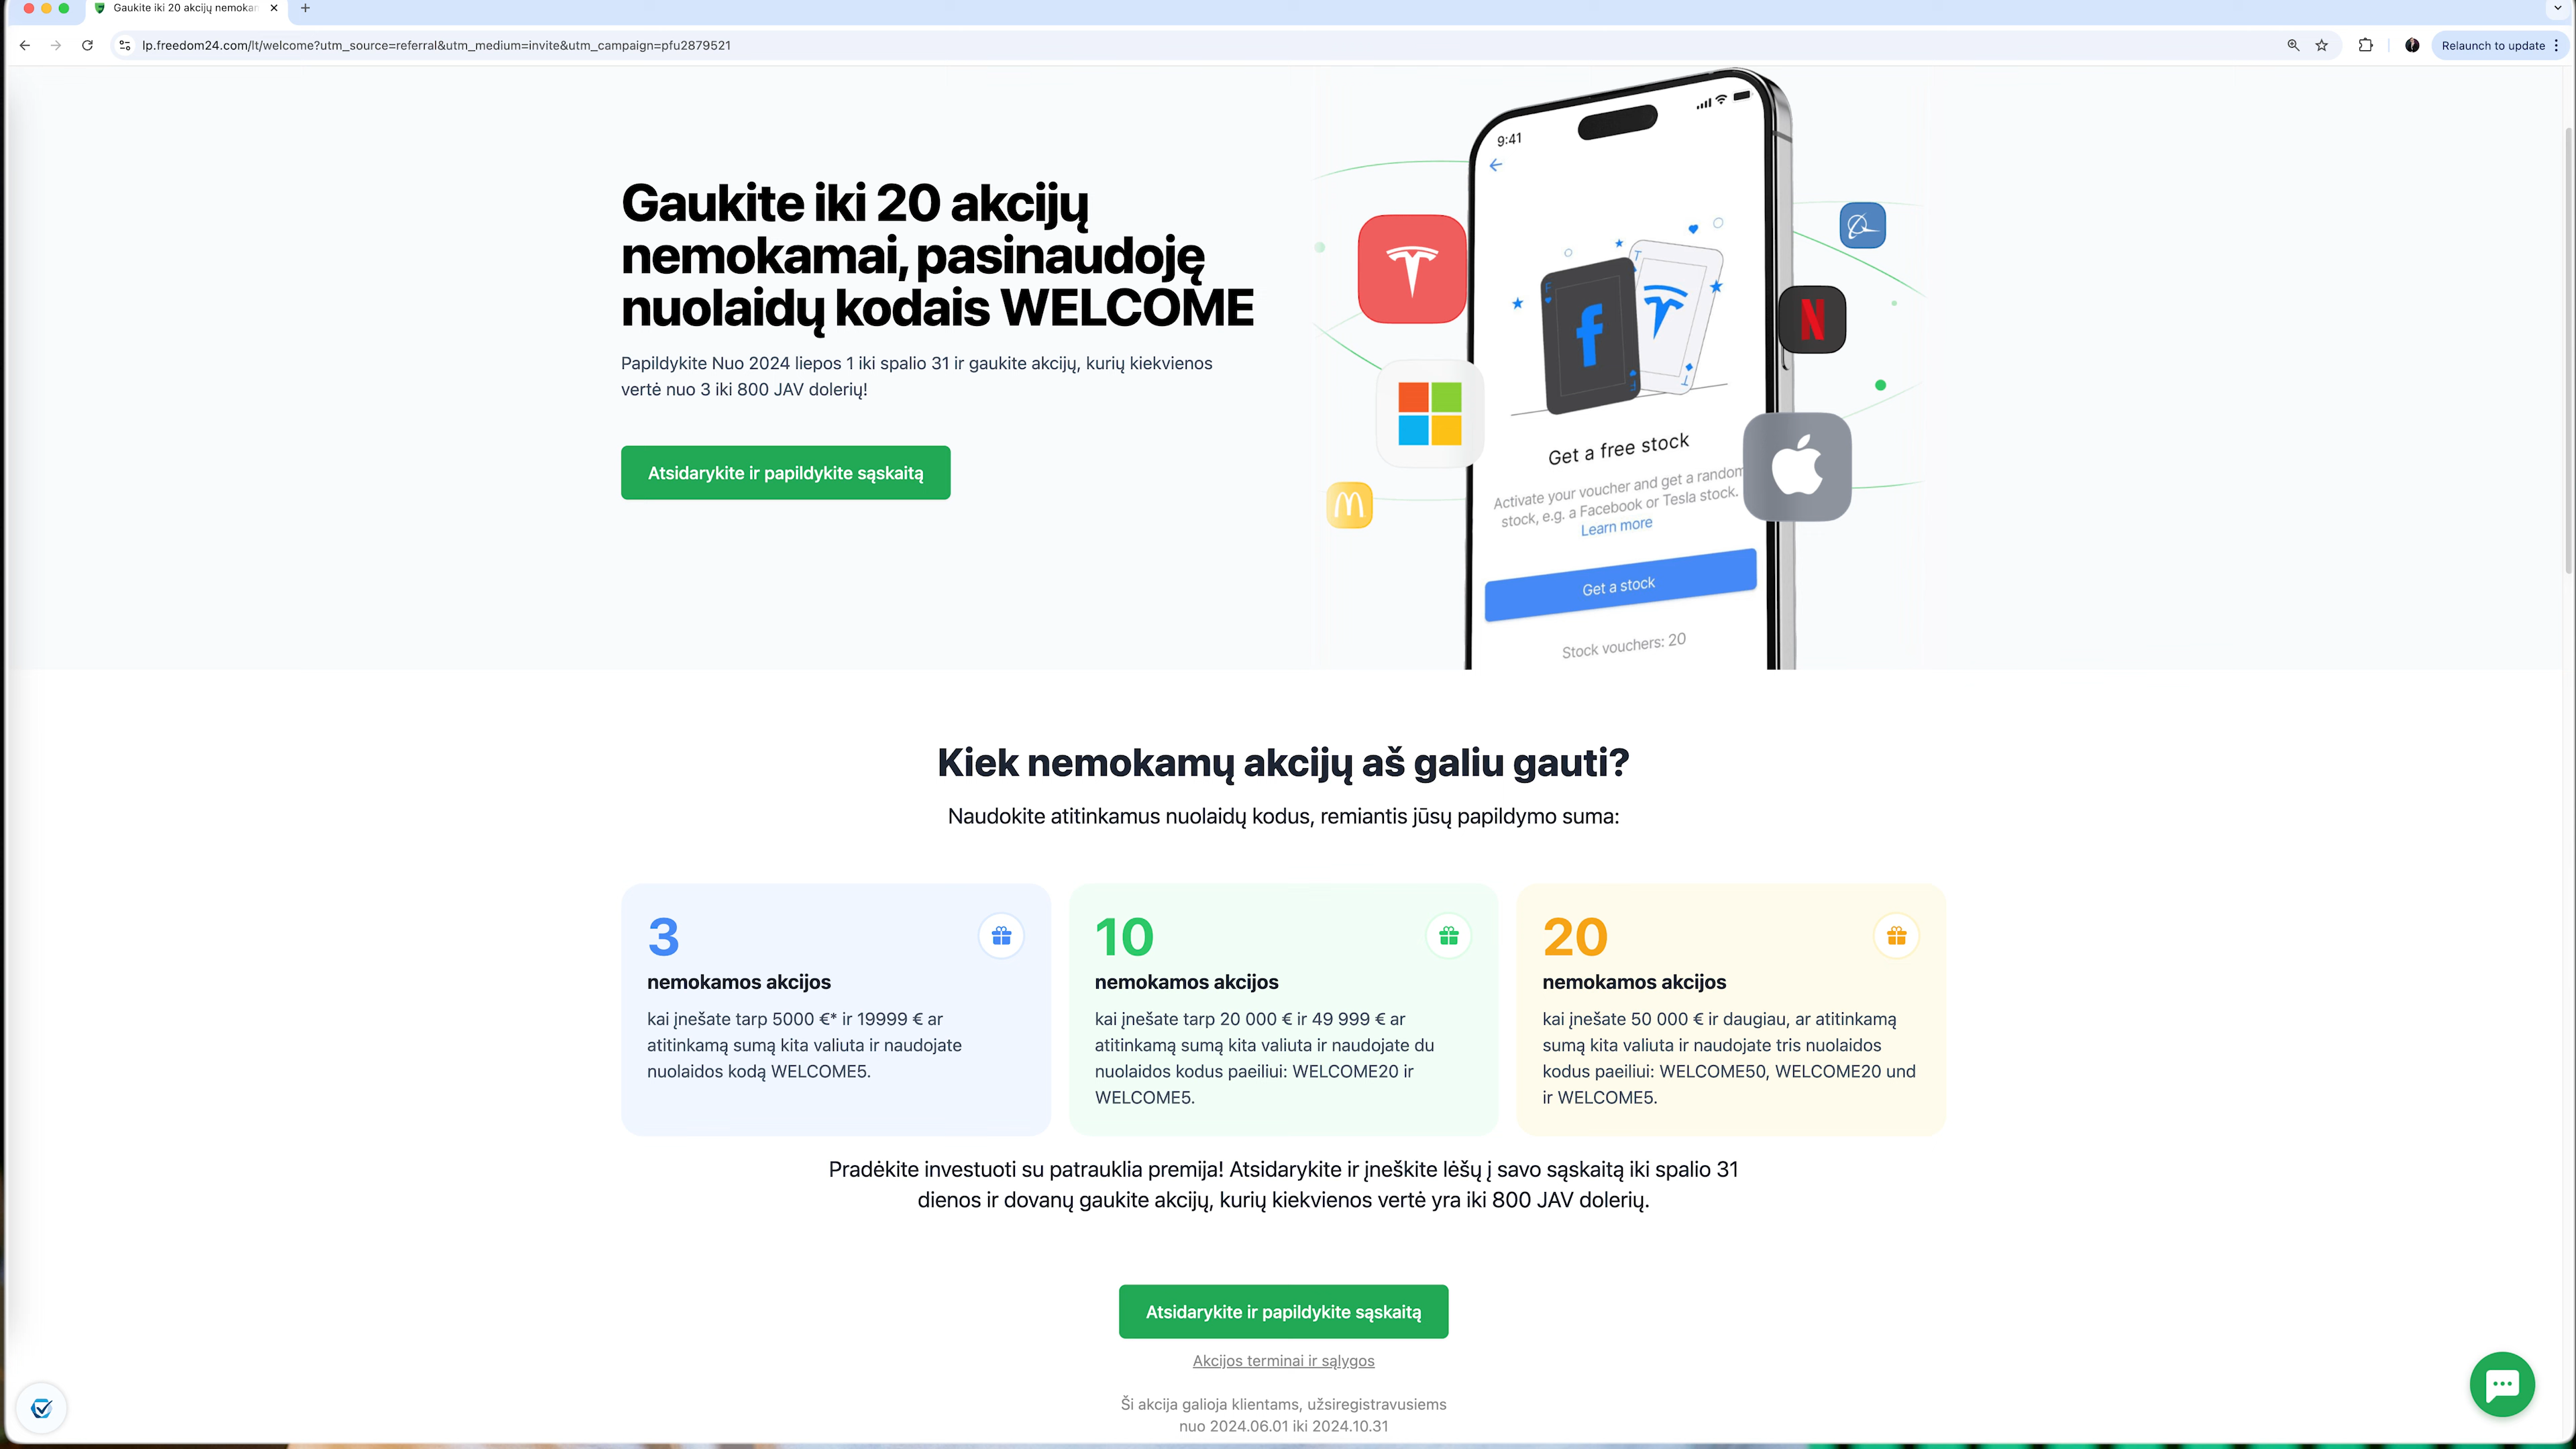 Gaukite iki 20 akcijų nemokam
lp.freedom24.com/lt/welcome?utm_source=referral&utm_medium=invite&utm_campaign=pfu2879521
Relaunch to update
Gaukite iki 20 akcijų
nemokamai, pasinaudoję
nuolaidų kodais WELCOME
Papildykite Nuo 2024 liepos 1 iki spalio 31 ir gaukite akcijų, kurių kiekvienos
vertė nuo 3 iki 800 JAV dolerių!
Atsidarykite ir papildykite sąskaitą
9:41
Get a free stock
Activate your voucher and get a random
stock, e.g. a Facebook or Tesla stock.
Learn more
Get a stock
Stock vouchers: 20
Kiek nemokamų akcijų aš galiu gauti?
Naudokite atitinkamus nuolaidų kodus, remiantis jūsų papildymo suma:
3
nemokamos akcijos
kai įnešate tarp 5000 €* ir 19999 € ar
atitinkamą sumą kita valiuta ir naudojate
nuolaidos kodą WELCOME5.
10
nemokamos akcijos
kai įnešate tarp 20 000 € ir 49 999 € ar
atitinkamą sumą kita valiuta ir naudojate du
nuolaidos kodus paeiliui: WELCOME20 ir
WELCOME5.
20
nemokamos akcijos
kai įnešate 50 000 € ir daugiau, ar atitinkamą
sumą kita valiuta ir naudojate tris nuolaidos
kodus paeiliui: WELCOME50, WELCOME20 und
ir WELCOME5.
Pradėkite investuoti su patrauklia premija! Atsidarykite ir įneškite lėšų į savo sąskaitą iki spalio 31
dienos ir dovanų gaukite akcijų, kurių kiekvienos vertė yra iki 800 JAV dolerių.
Atsidarykite ir papildykite sąskaitą
Akcijos terminai ir sąlygos
Ši akcija galioja klientams, užsiregistravusiems
nuo 2024.06.01 iki 2024.10.31